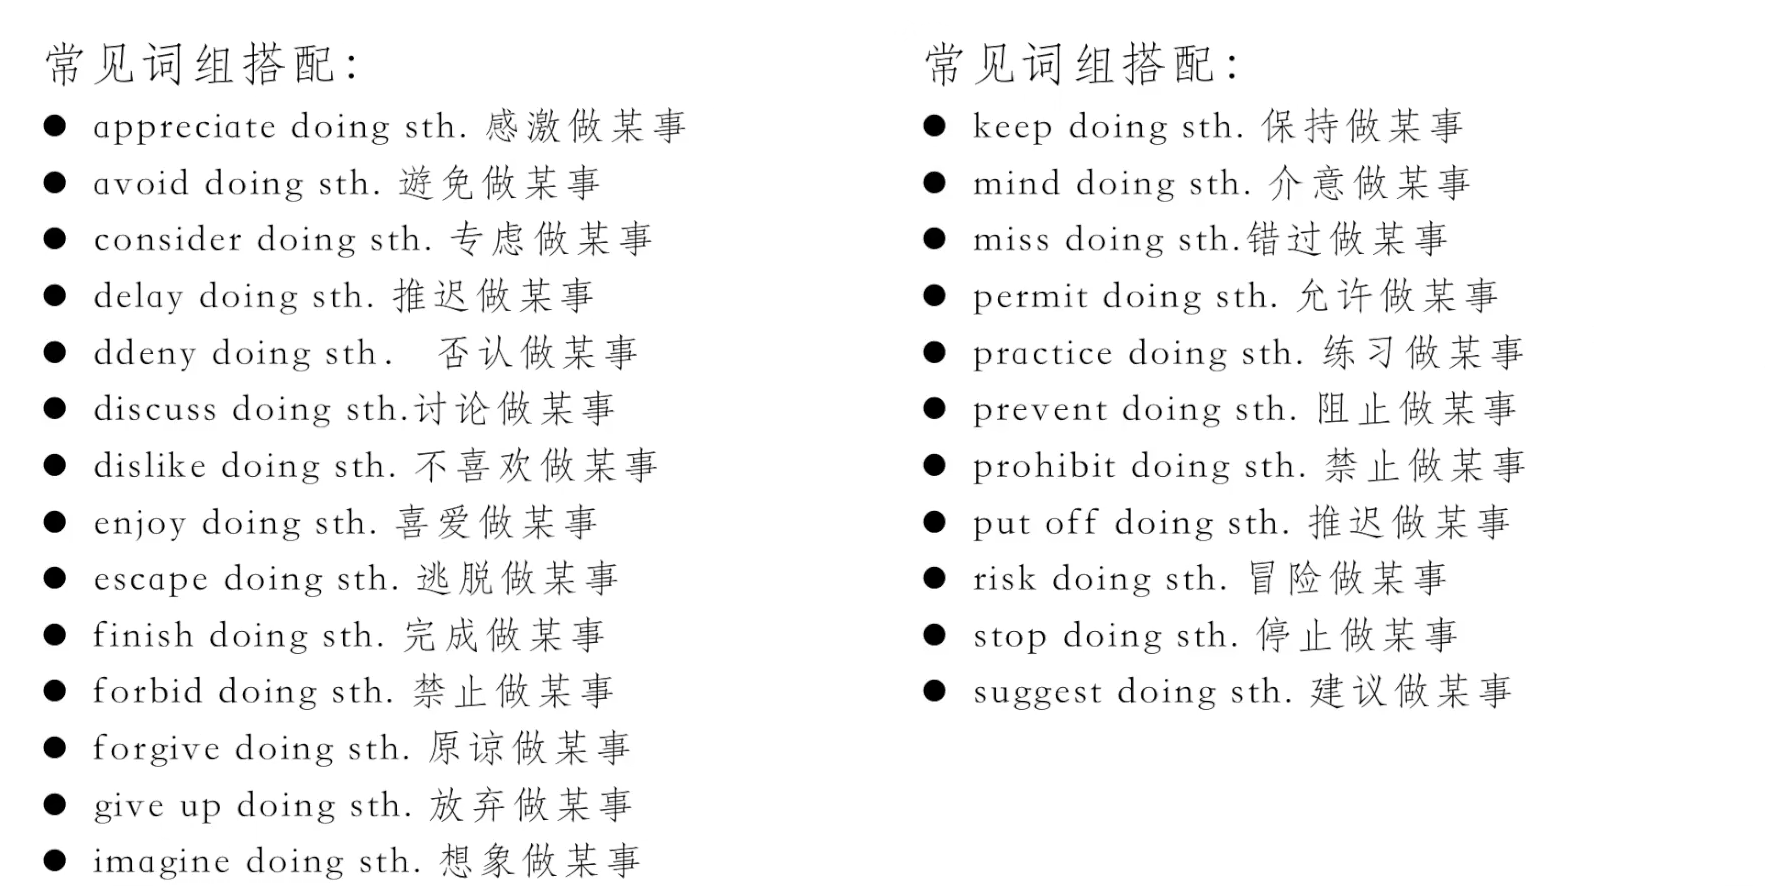 常见词组搭配：
● appreciate doing sth. 感激做某事
● avoid doing sth. 遊免做某事
● consider doing sth. 专虑做某事
● delay doing sth. 推迟做某事
● ddeny doing sth. 否认做某事
● discuss doing sth.讨论做某事
● dislike doing sth. 不喜欢做某事
● enjoy doing sth. 喜爱做某事
● escape doing sth. 逃脱做某事
● finish doing sth. 完成做某事
● forbid doing sth. 禁止做某事
● forgive doing sth. 原谅做某事
● give up doing sth. 放弃做某事
● imagine doing sth. 想象做某事
常见词组搭配：
● keep doing sth. 保持做某事
● mind doing sth. 介意做某事
● miss doing sth.错过做某事
● permit doing sth. 允许做某事
● practice doing sth. 练习做某事
● prevent doing sth. 阻止做某事
● prohibit doing sth. 禁止做某事
● put off doing sth. 推迟做某事
● risk doing sth. 冒险做某事
● stop doing sth. 停止做某事
● suggest doing sth. 建议做某事